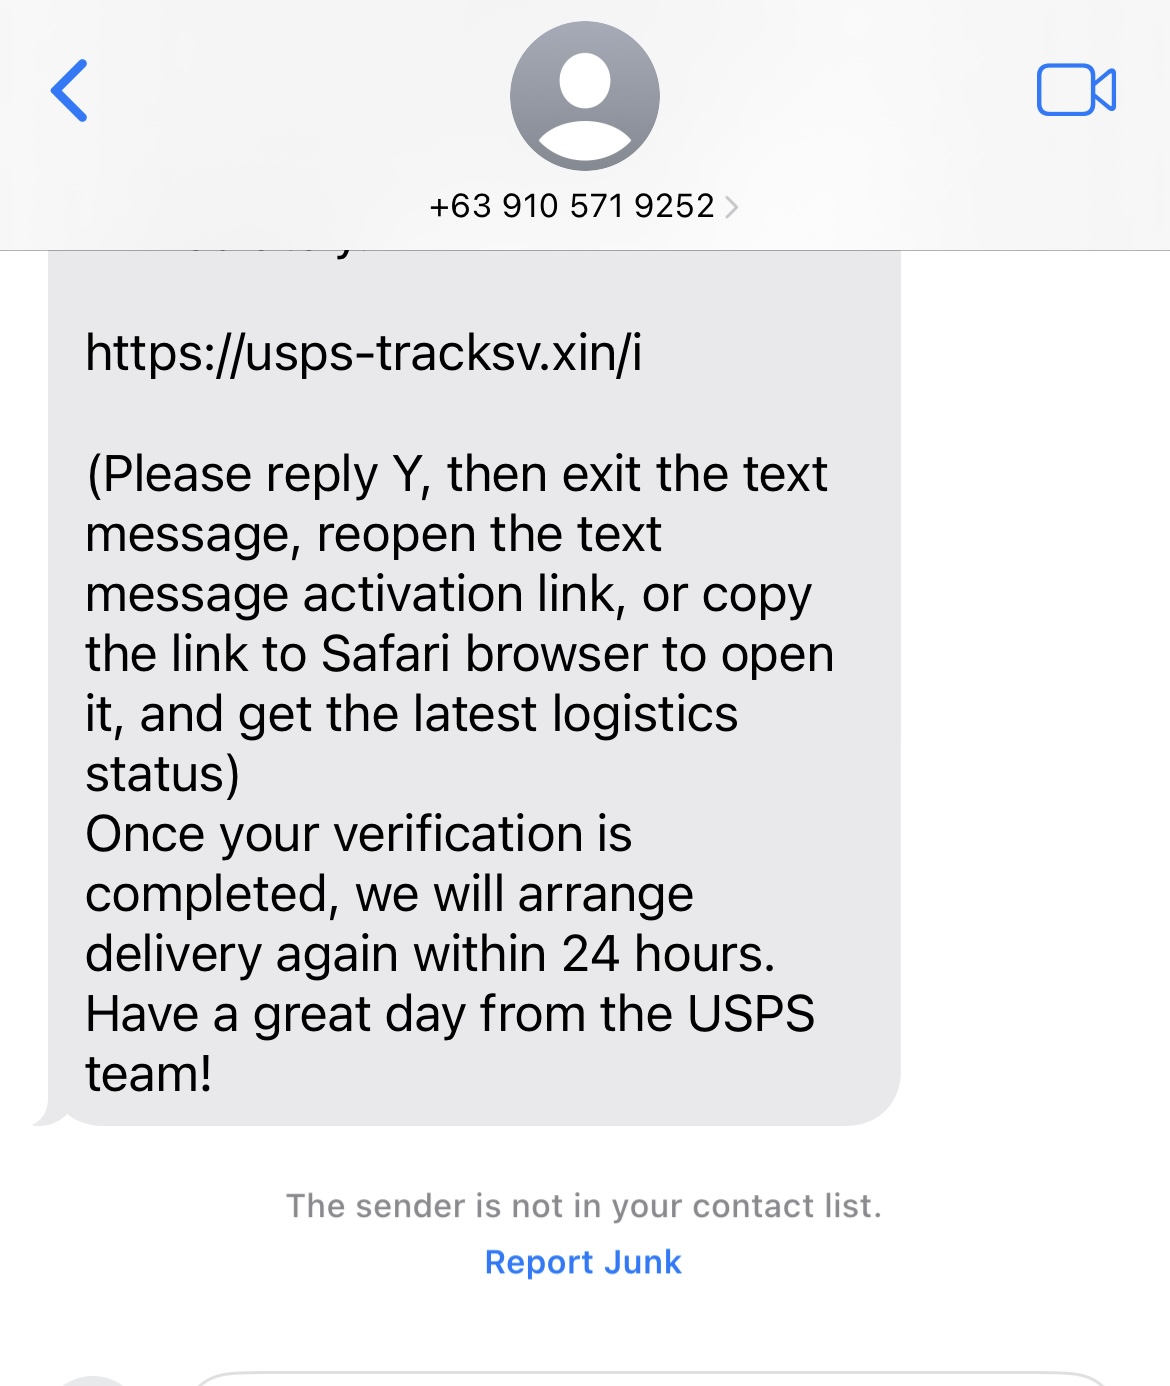 +63 910 571 9252
https://usps-tracksv.xin/i
(Please reply Y, then exit the text
message, reopen the text
message activation link, or copy
the link to Safari browser to open
it, and get the latest logistics
status)
Once your verification is
completed, we will arrange
delivery again within 24 hours.
Have a great day from the USPS
team!
The sender is not in your contact list.
Report Junk